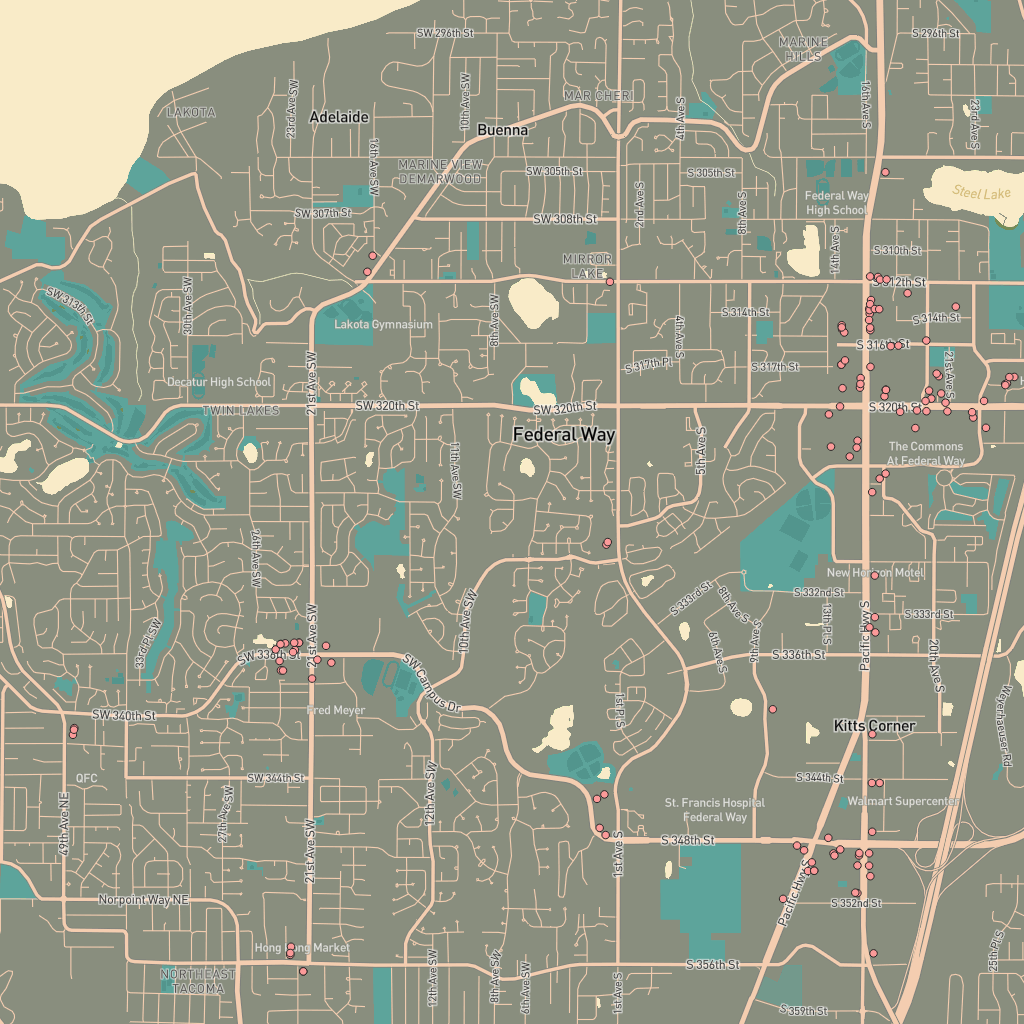 SW 296th St
S 296th St
MARINE
HILLS
LAKOTA
23rd Ave SW
Adelaide
10th Ave SW
MAR CHERI
4th Ave S
16th Ave S
23rd Ave S
Buenna
16th Ave SW
MARINE VIEW
DEMARWOOD
SW 305th St
S 305th St
Steel Lake
Federal Way
High School
SW 307th St
SW 308th St
2nd Ave S
8th Ave S
14th Ave S
S 310th St
MIRROR
LAKE
S 312th St
SW 313th St
30th Ave SW
Lakota Gymnasium
8th Ave SW
S 314th St
S 314th St
4th Ave S
S 316th St
S 317th Pl
S 317th St
21st Ave SW
21st Ave S
Decatur High School
TWIN LAKES
SW 320th St
SW 320th St
S 320th St
Federal Way
11th Ave SW
5th Ave S
The Commons
At Federal Way
26th Ave SW
New Horizon Motel
S 333rd St
S 332nd St
8th Ave S
13th Pl S
S 333rd St
33rd Pl SW
21st Ave SW
10th Ave SW
6th Ave S
9th Ave S
Pacific Hwy S
20th Ave S
SW 336th St
S 336th St
SW Campus Dr
Fred Meyer
1st Pl S
Weyerhaeuser Rd
SW 340th St
Kitts Corner
QFC
SW 344th St
S 344th St
49th Ave NE
27th Ave SW
12th Ave SW
St. Francis Hospital
Federal Way
Walmart Supercenter
21st Ave SW
1st Ave S
S 348th St
Norpoint Way NE
Pacific Hwy S
S 352nd St
Hong Kong Market
25th Pl S
NORTHEAST
TACOMA
12th Ave SW
8th Ave SW
6th Ave SW
1st Ave S
S 356th St
S 359th St